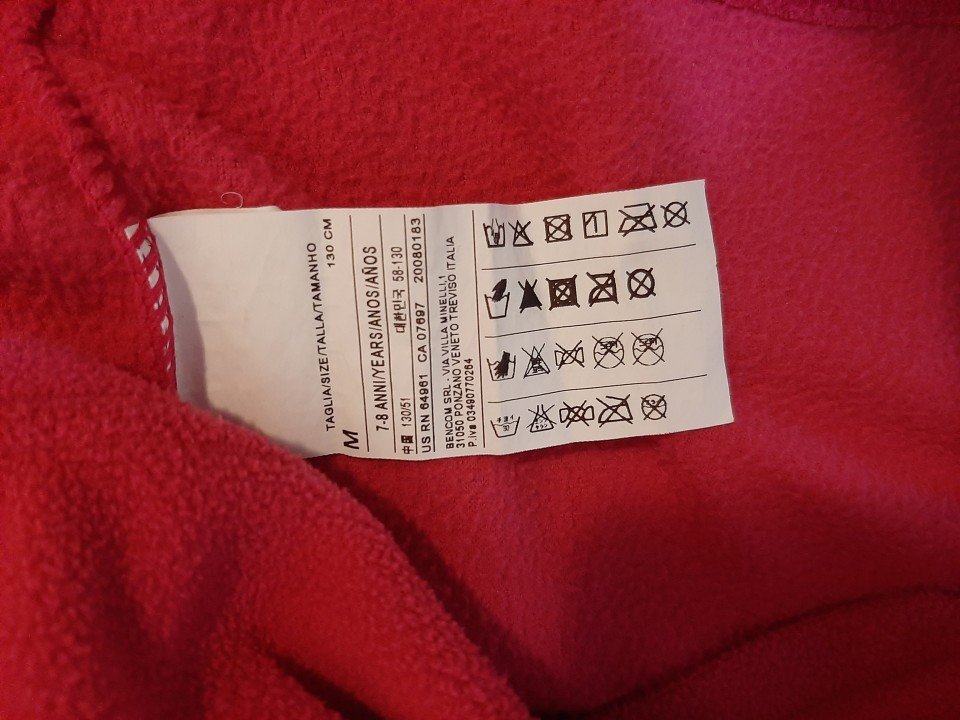 TAGLIA/SIZE/TALLA/TAMANHO
130 CM
M
7-8 ANNI/YEARS/ANOS/AÑOS
中国 130/51 대한민국 58-130
US RN 64961 CA 07697 20080183
BENCOM SRL - VIA VILLA MINELLI,1
31050 PONZANO VENETO TREVISO ITALIA
P.iva 03490770264